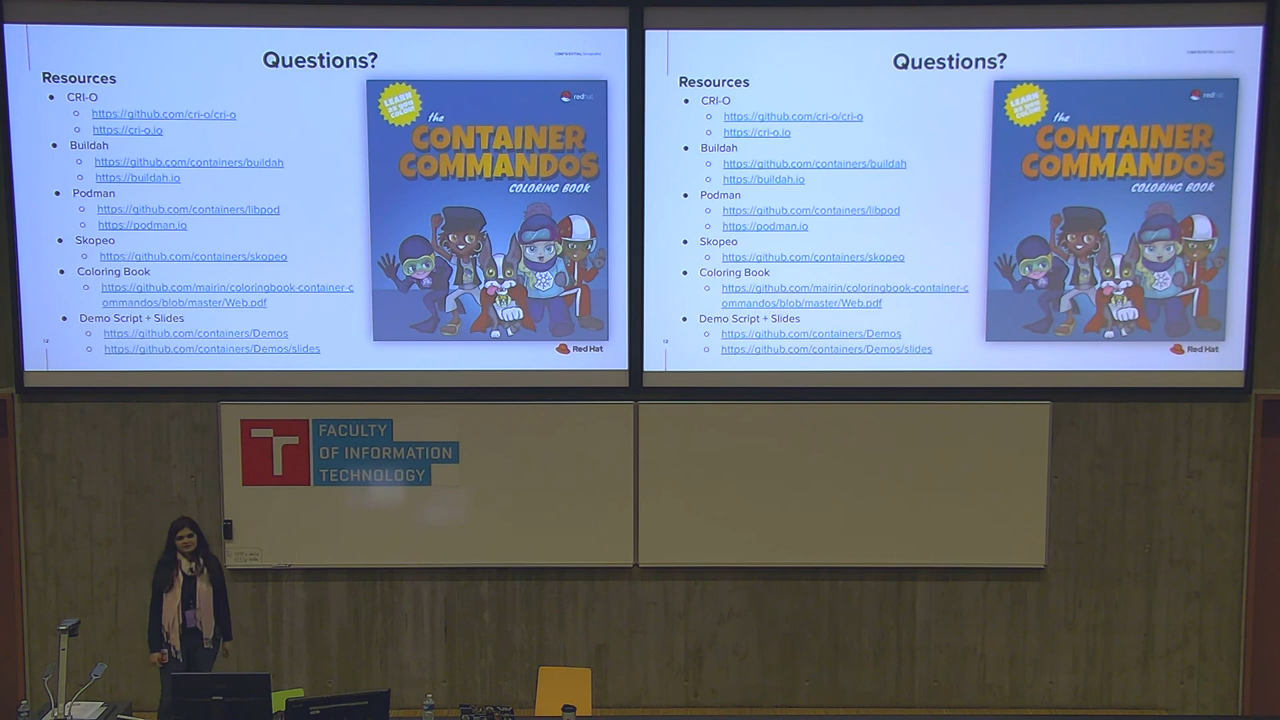 Questions?
Resources
CRI-O
https://github.com/cri-o/cri-o
https://cri-o.io
Buildah
https://github.com/containers/buildah
https://buildah.io
Podman
https://github.com/containers/libpod
https://podman.io
Skopeo
https://github.com/containers/skopeo
Coloring Book
https://github.com/mairin/coloringbook-container-c
ommandos/blob/master/Web.pdf
Demo Script + Slides
https://github.com/containers/Demos
https://github.com/containers/Demos/slides
12
LEARN
as you
COLOR!
redhat
the
CONTAINER
COMMANDOS
COLORING BOOK
Red Hat
Questions?
Resources
CRI-O
https://github.com/cri-o/cri-o
https://cri-o.io
Buildah
https://github.com/containers/buildah
https://buildah.io
Podman
https://github.com/containers/libpod
https://podman.io
Skopeo
https://github.com/containers/skopeo
Coloring Book
https://github.com/mairin/coloringbook-container-c
ommandos/blob/master/Web.pdf
Demo Script + Slides
https://github.com/containers/Demos
https://github.com/containers/Demos/slides
12
LEARN
as you
COLOR!
redhat
the
CONTAINER
COMMANDOS
COLORING BOOK
Red Hat
T
FACULTY
OF INFORMATION
TECHNOLOGY